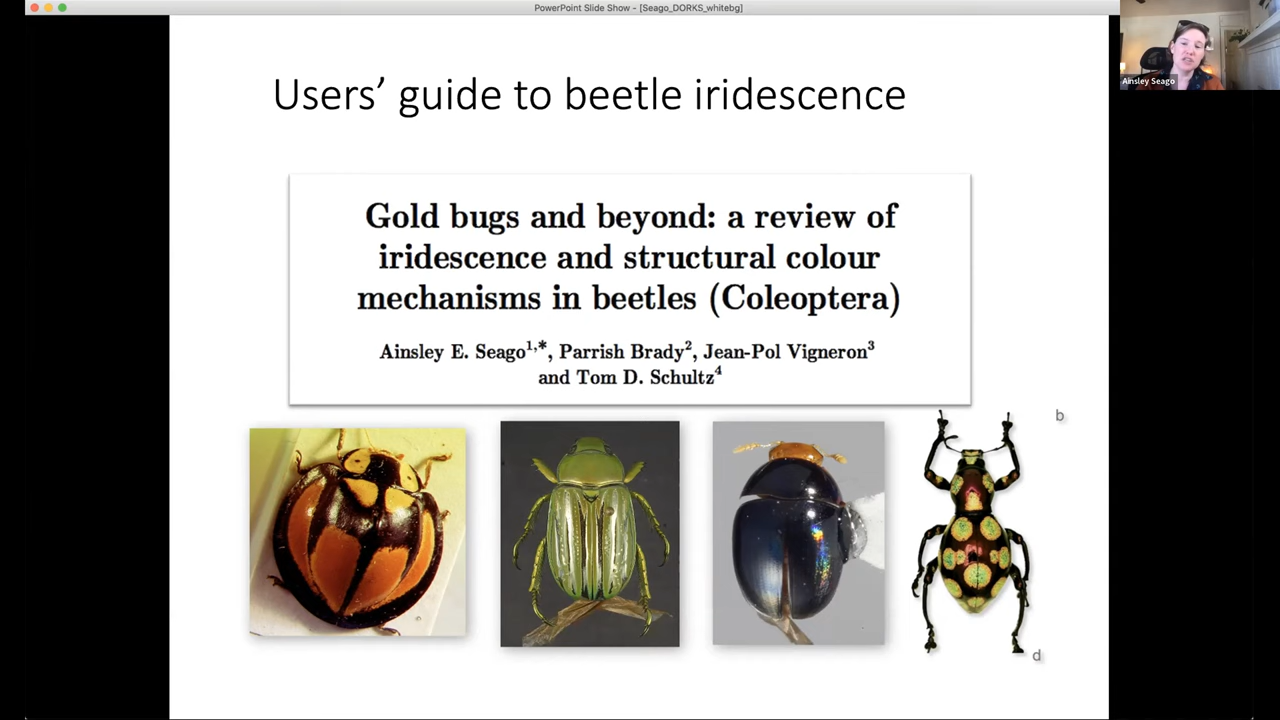 PowerPoint Slide Show - [Seago_DORKS_whitebg]
Ainsley Seago
Users’ guide to beetle iridescence
Gold bugs and beyond: a review of
iridescence and structural colour
mechanisms in beetles (Coleoptera)
Ainsley E. Seago1,*, Parrish Brady2, Jean-Pol Vigneron3
and Tom D. Schultz4
b
d